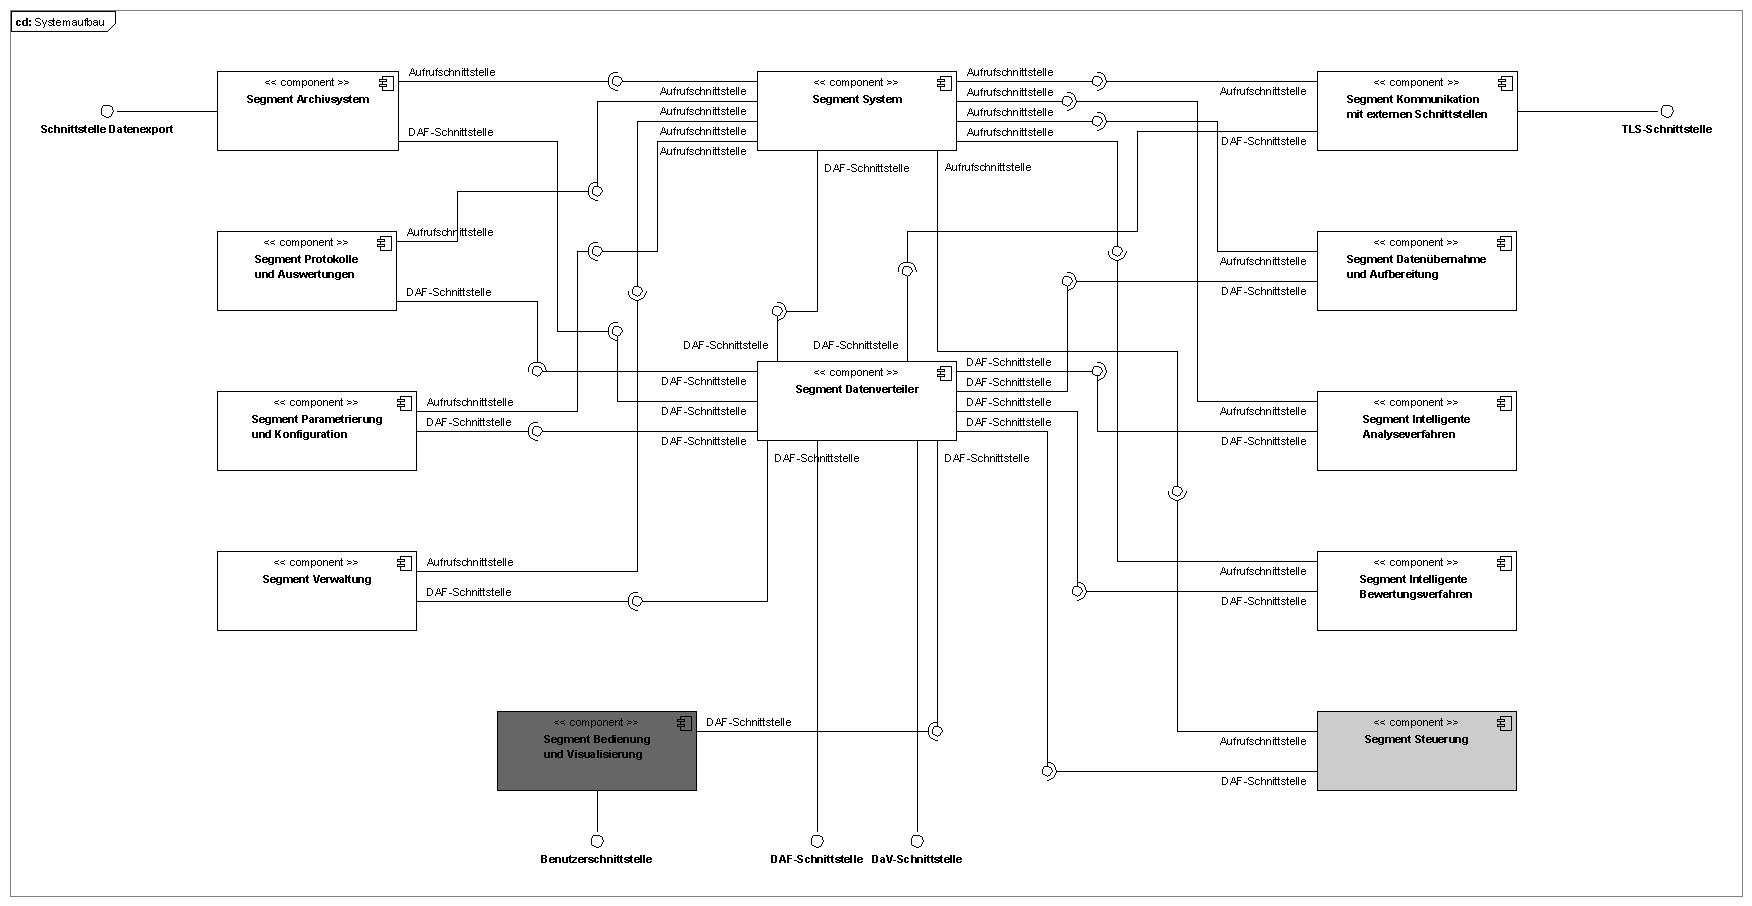 cd: Systemaufbau
<< component >>
Segment Archivsystem
Aufrufschnittstelle
DAF-Schnittstelle
Schnittstelle Datenexport
<< component >>
Segment System
Aufrufschnittstelle
Aufrufschnittstelle
Aufrufschnittstelle
Aufrufschnittstelle
Aufrufschnittstelle
Aufrufschnittstelle
Aufrufschnittstelle
Aufrufschnittstelle
DAF-Schnittstelle
Aufrufschnittstelle
<< component >>
Segment Kommunikation
mit externen Schnittstellen
Aufrufschnittstelle
DAF-Schnittstelle
TLS-Schnittstelle
<< component >>
Segment Protokolle
und Auswertungen
Aufrufschnittstelle
DAF-Schnittstelle
<< component >>
Segment Datenübernahme
und Aufbereitung
Aufrufschnittstelle
DAF-Schnittstelle
<< component >>
Segment Parametrierung
und Konfiguration
Aufrufschnittstelle
DAF-Schnittstelle
DAF-Schnittstelle
DAF-Schnittstelle
<< component >>
Segment Datenverteiler
DAF-Schnittstelle
DAF-Schnittstelle
DAF-Schnittstelle
DAF-Schnittstelle
DAF-Schnittstelle
DAF-Schnittstelle
DAF-Schnittstelle
DAF-Schnittstelle
DAF-Schnittstelle
<< component >>
Segment Intelligente
Analyseverfahren
Aufrufschnittstelle
DAF-Schnittstelle
<< component >>
Segment Verwaltung
Aufrufschnittstelle
DAF-Schnittstelle
<< component >>
Segment Intelligente
Bewertungsverfahren
Aufrufschnittstelle
DAF-Schnittstelle
<< component >>
Segment Bedienung
und Visualisierung
DAF-Schnittstelle
<< component >>
Segment Steuerung
Aufrufschnittstelle
DAF-Schnittstelle
Benutzerschnittstelle
DAF-Schnittstelle
DaV-Schnittstelle